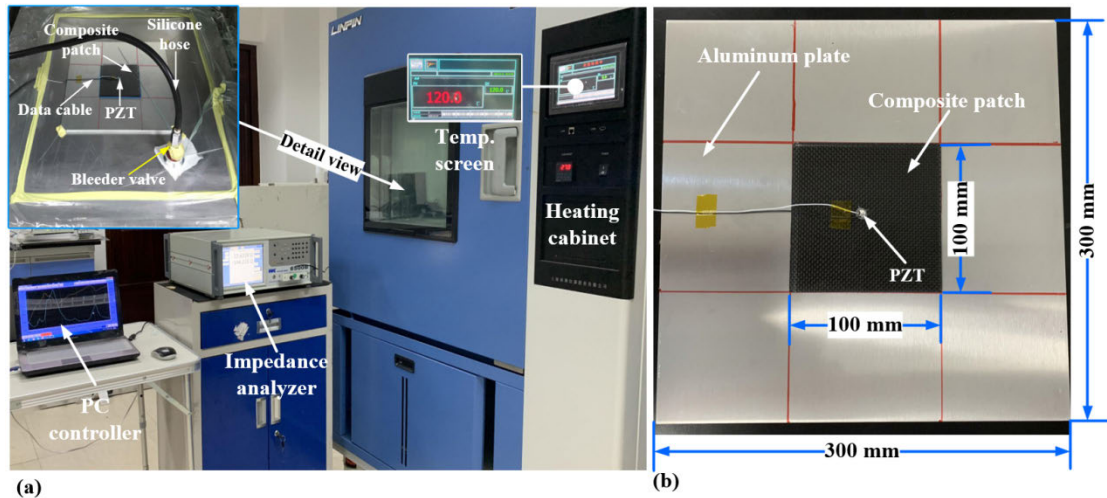 Composite
patch
Silicone
hose
Data cable
PZT
Bleeder valve
LINPIN
120.0
Temp.
screen
Detail view
Heating
cabinet
Impedance
analyzer
PC
controller
(a)
Aluminum plate
Composite patch
PZT
100 mm
100 mm
300 mm
300 mm
(b)